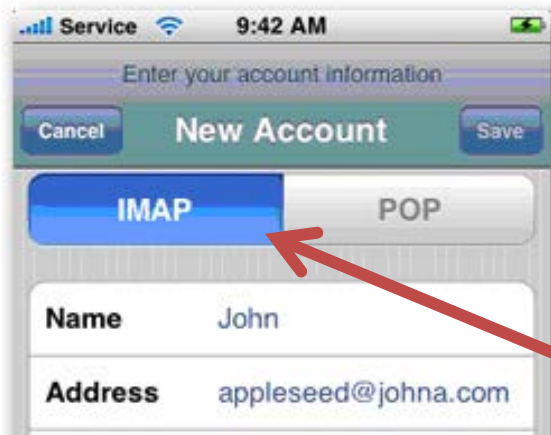 Service 9:42 AM
Enter your account information
Cancel New Account Save
IMAP POP
Name John
Address appleseed@johna.com